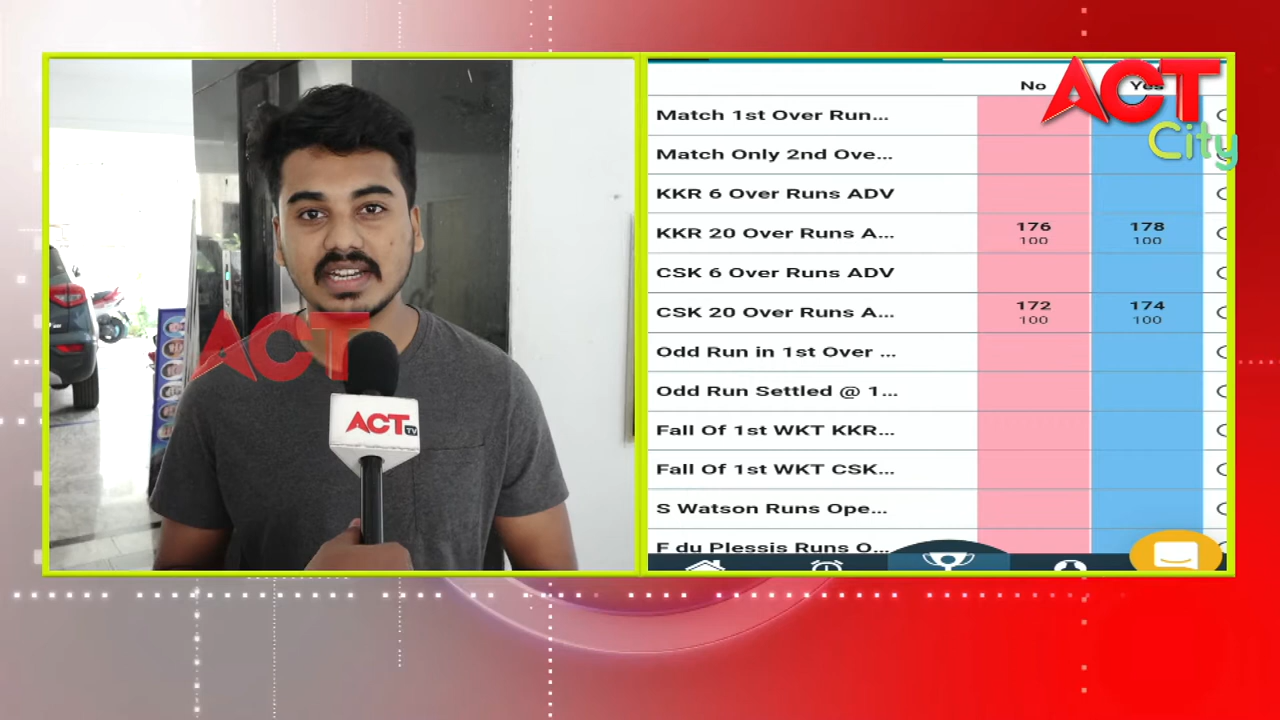 ACT
City
ACT
ACT TV
No Yes
Match 1st Over Run...
Match Only 2nd Ove...
KKR 6 Over Runs ADV
KKR 20 Over Runs A... 176 178
100 100
CSK 6 Over Runs ADV
CSK 20 Over Runs A... 172 174
100 100
Odd Run in 1st Over ...
Odd Run Settled @ 1...
Fall Of 1st WKT KKR...
Fall Of 1st WKT CSK...
S Watson Runs Ope...
F du Plessis Runs O...